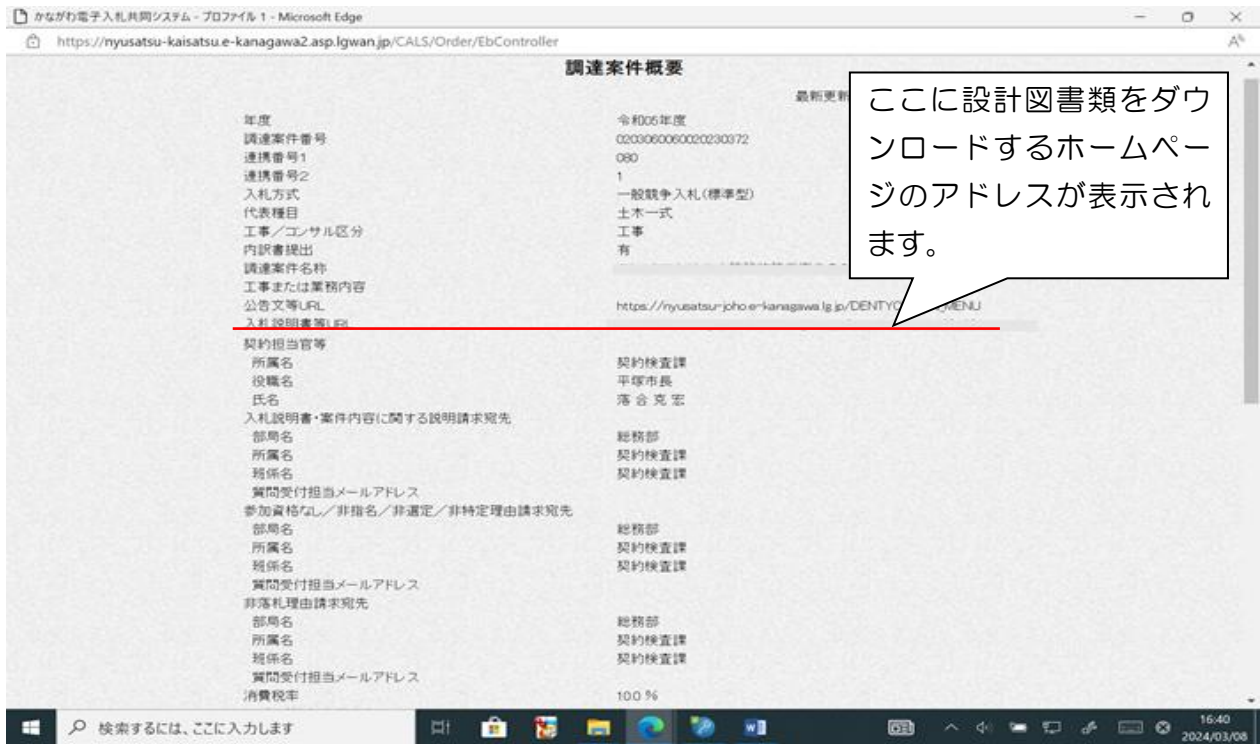 かながわ電子入札共同システム - プロファイル 1 - Microsoft Edge
https://nyusatsu-kaisatsu.e-kanagawa2.asp.lgwan.jp/CALS/Order/EbController
調達案件概要
最新更新
ここに設計図書類をダウ
ンロードするホームペー
ジのアドレスが表示され
ます。
年度 令和05年度
調達案件番号 0203060060020230372
連携番号1 080
連携番号2 1
入札方式 一般競争入札(標準型)
代表種目 土木一式
工事/コンサル区分 工事
内訳書提出 有
調達案件名称
工事または業務内容
公告文等URL https://nyusatsu-joho.e-kanagawa.lg.jp/DENTYO MENU
入札説明書等URL
契約担当官等
所属名 契約検査課
役職名 平塚市長
氏名 落合克宏
入札説明書・案件内容に関する説明請求宛先
部局名 総務部
所属名 契約検査課
班係名 契約検査課
質問受付担当メールアドレス
参加資格なし/非指名/非選定/非特定理由請求宛先
部局名 総務部
所属名 契約検査課
班係名 契約検査課
質問受付担当メールアドレス
非落札理由請求宛先
部局名 総務部
所属名 契約検査課
班係名 契約検査課
質問受付担当メールアドレス
消費税率 10.0 %
検索するには、ここに入力します
16:40
2024/03/08